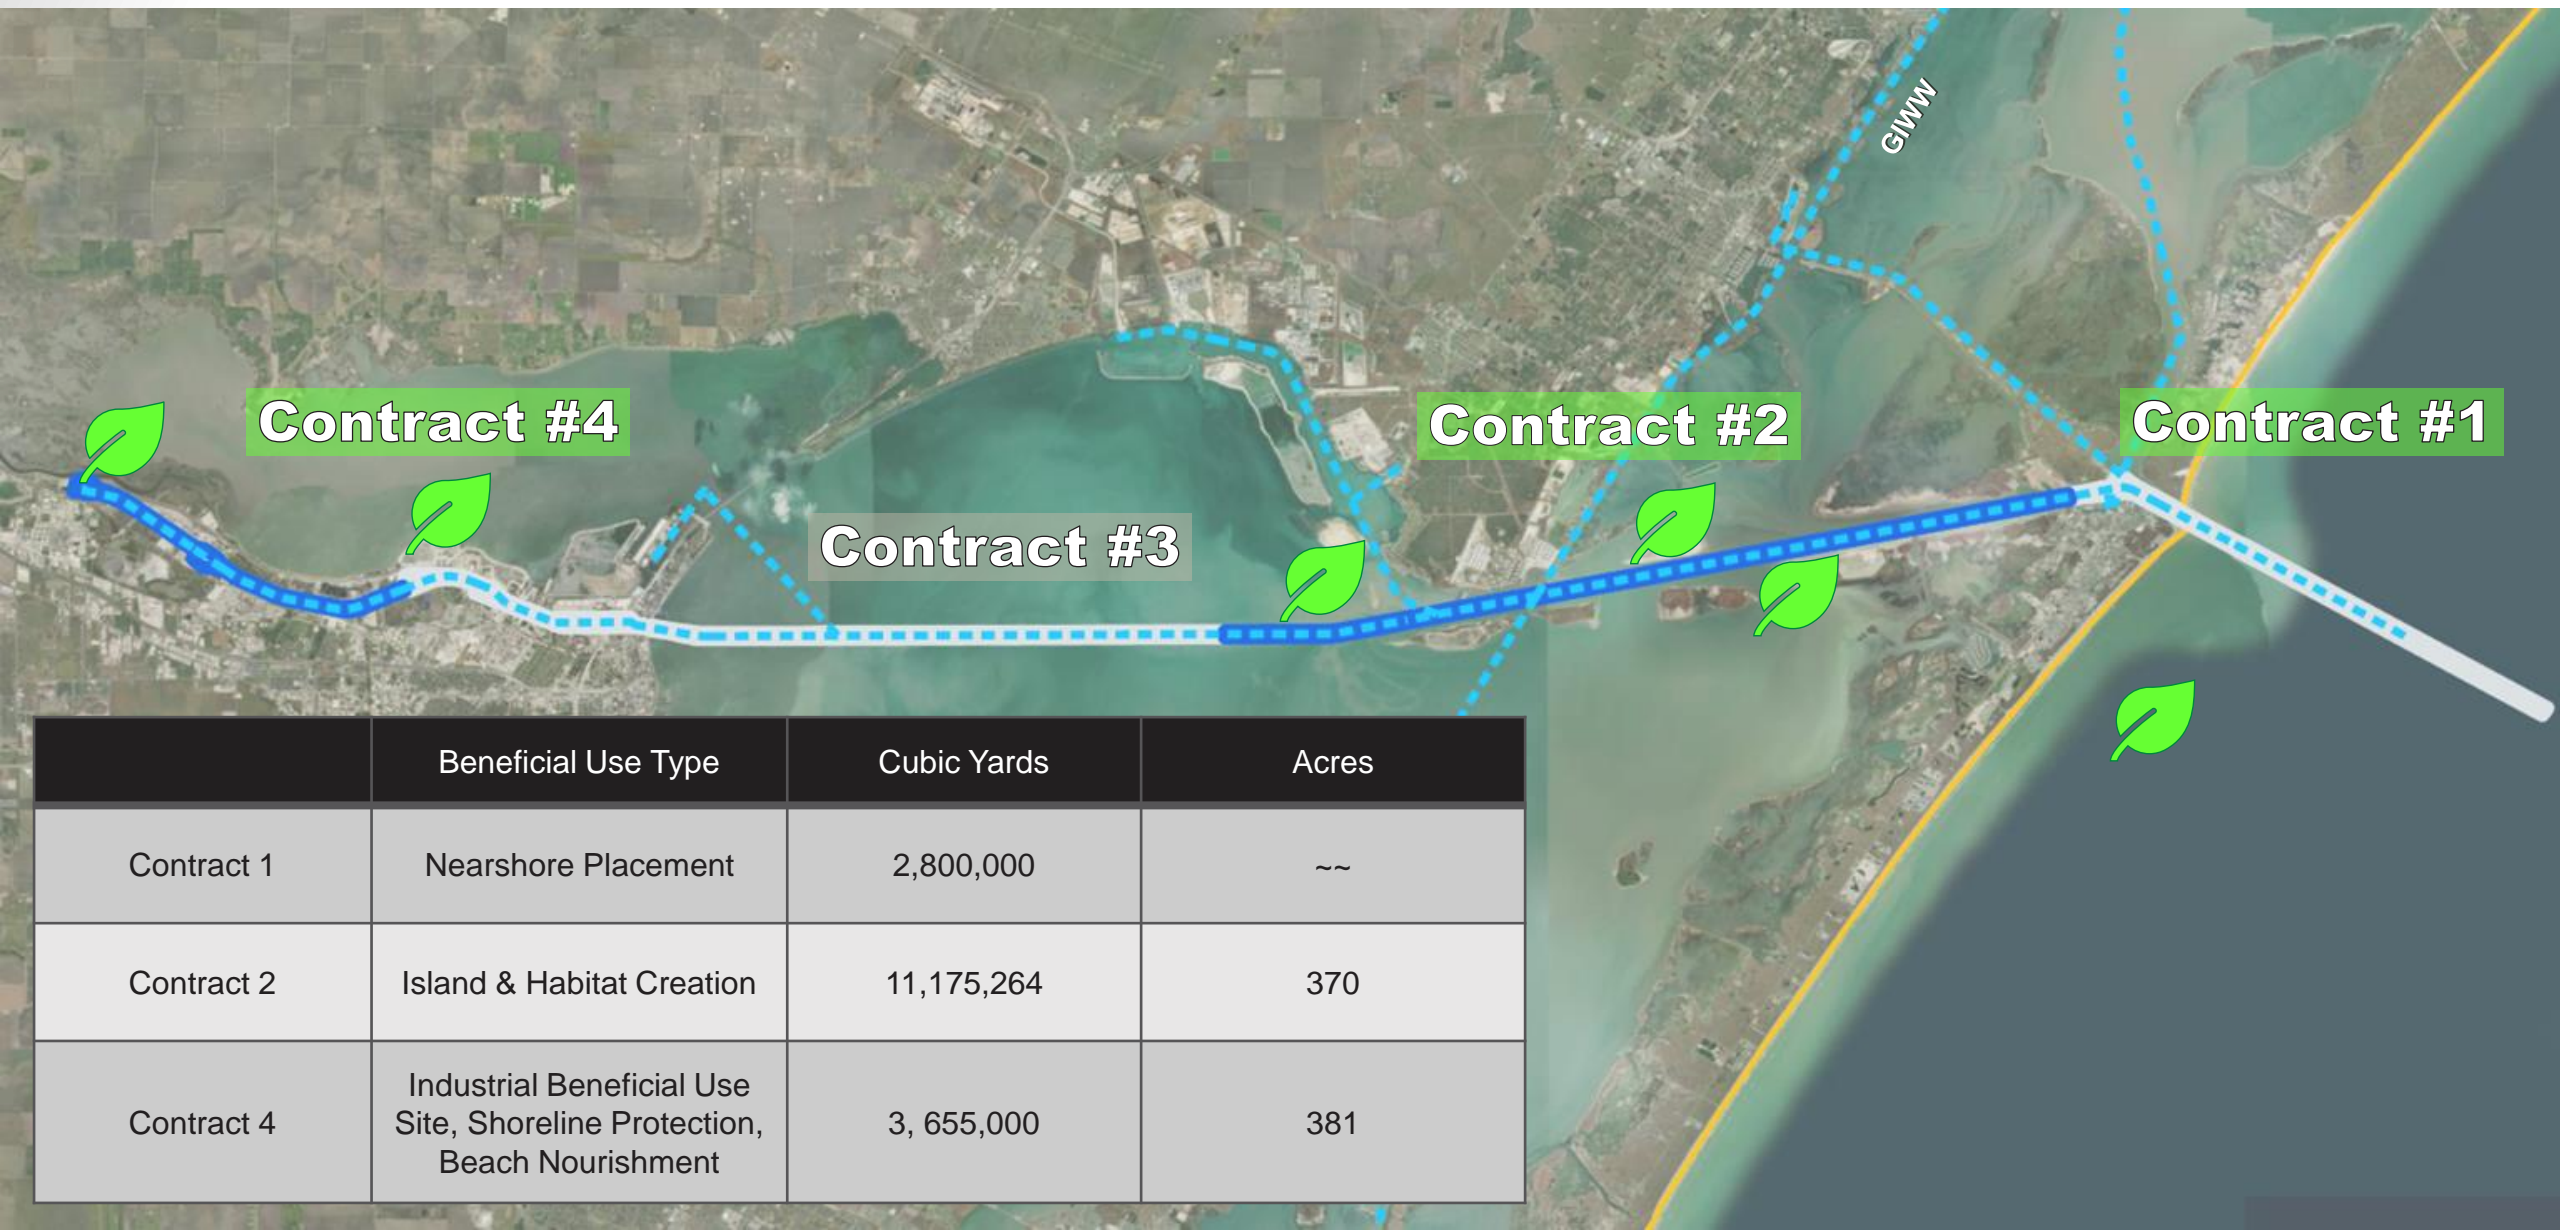 GIWW
Contract #4
Contract #2
Contract #1
Contract #3
Beneficial Use Type Cubic Yards Acres
Contract 1 Nearshore Placement 2,800,000 ~~
Contract 2 Island & Habitat Creation 11,175,264 370
Contract 4 Industrial Beneficial Use
Site, Shoreline Protection,
Beach Nourishment 3, 655,000 381